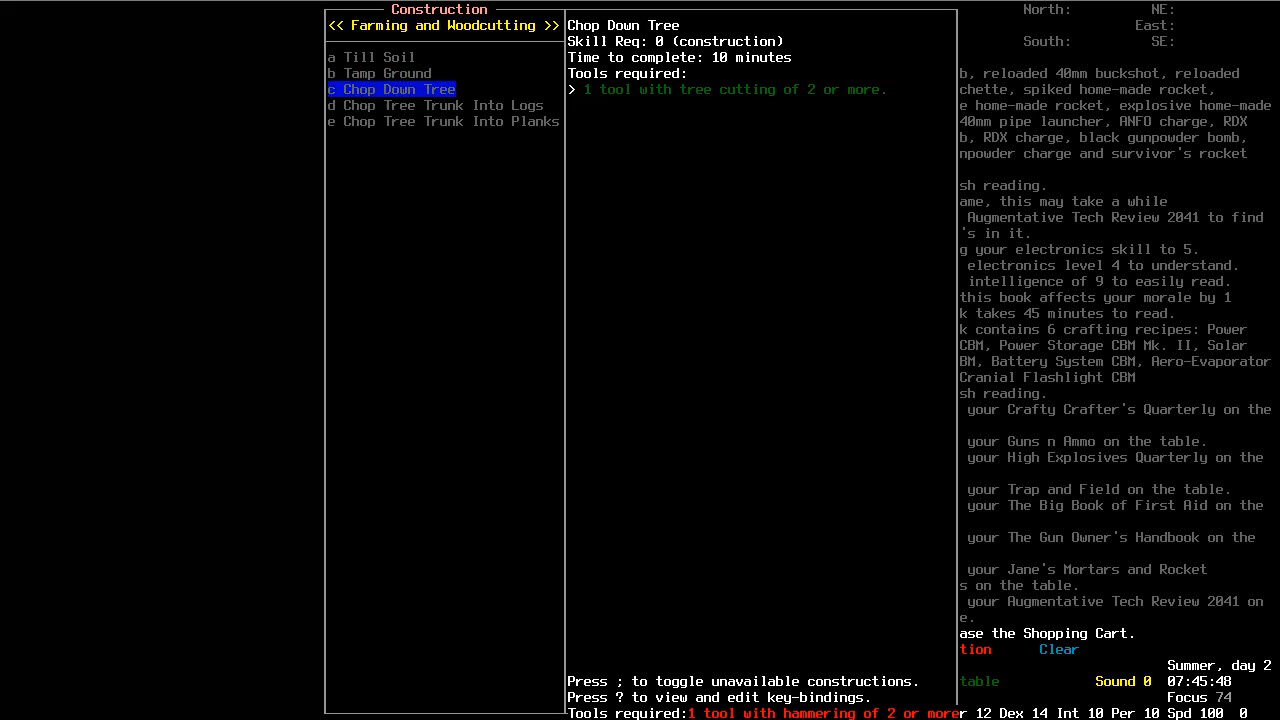 Construction
<< Farming and Woodcutting >>
a Till Soil
b Tamp Ground
c Chop Down Tree
d Chop Tree Trunk Into Logs
e Chop Tree Trunk Into Planks
Chop Down Tree
Skill Req: 0 (construction)
Time to complete: 10 minutes
Tools required:
> 1 tool with tree cutting of 2 or more.
Press ; to toggle unavailable constructions.
Press ? to view and edit key-bindings.
Tools required:1 tool with hammering of 2 or morer 12 Dex 14 Int 10 Per 10 Spd 100  0
North: NE:
East:
South: SE:
b, reloaded 40mm buckshot, reloaded
chette, spiked home-made rocket,
e home-made rocket, explosive home-made
40mm pipe launcher, ANFO charge, RDX
b, RDX charge, black gunpowder bomb,
npowder charge and survivor's rocket
sh reading.
ame, this may take a while
Augmentative Tech Review 2041 to find
's in it.
g your electronics skill to 5.
electronics level 4 to understand.
intelligence of 9 to easily read.
this book affects your morale by 1
k takes 45 minutes to read.
k contains 6 crafting recipes: Power
CBM, Power Storage CBM Mk. II, Solar
BM, Battery System CBM, Aero-Evaporator
Cranial Flashlight CBM
sh reading.
your Crafty Crafter's Quarterly on the
your Guns n Ammo on the table.
your High Explosives Quarterly on the
your Trap and Field on the table.
your The Big Book of First Aid on the
your The Gun Owner's Handbook on the
your Jane's Mortars and Rocket
s on the table.
your Augmentative Tech Review 2041 on
e.
ase the Shopping Cart.
tion Clear
Summer, day 2
table Sound 0 07:45:48
Focus 74